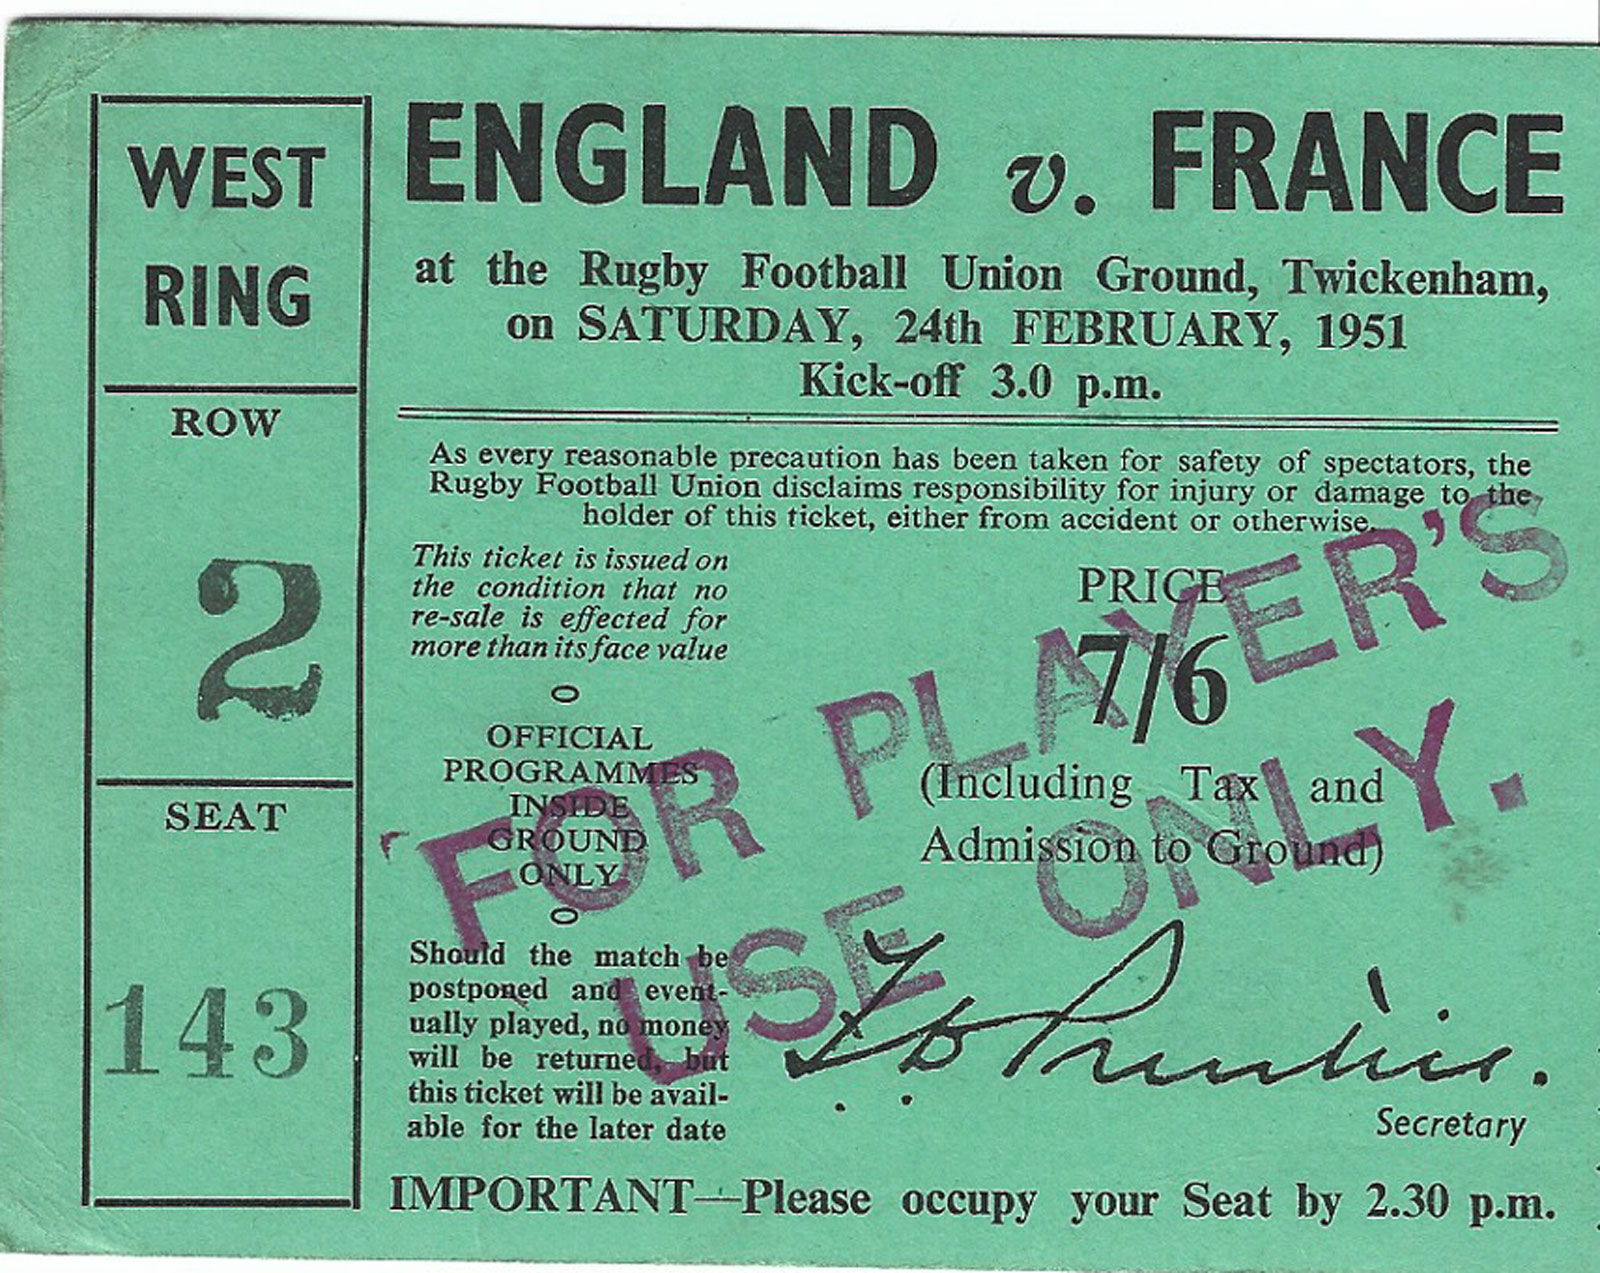 WEST
RING
ROW
2
SEAT
143
ENGLAND v. FRANCE
at the Rugby Football Union Ground, Twickenham,
on SATURDAY, 24th FEBRUARY, 1951
Kick-off 3.0 p.m.
As every reasonable precaution has been taken for safety of spectators, the
Rugby Football Union disclaims responsibility for injury or damage to the
holder of this ticket, either from accident or otherwise.
This ticket is issued on
the condition that no
re-sale is effected for
more than its face value
OFFICIAL
PROGRAMMES
INSIDE
GROUND
ONLY
Should the match be
postponed and event-
ually played, no money
will be returned, but
this ticket will be avail-
able for the later date
PRICE
7/6
(Including Tax and
Admission to Ground)
FOR PLAYER'S
USE ONLY.
Secretary
IMPORTANT—Please occupy your Seat by 2.30 p.m.